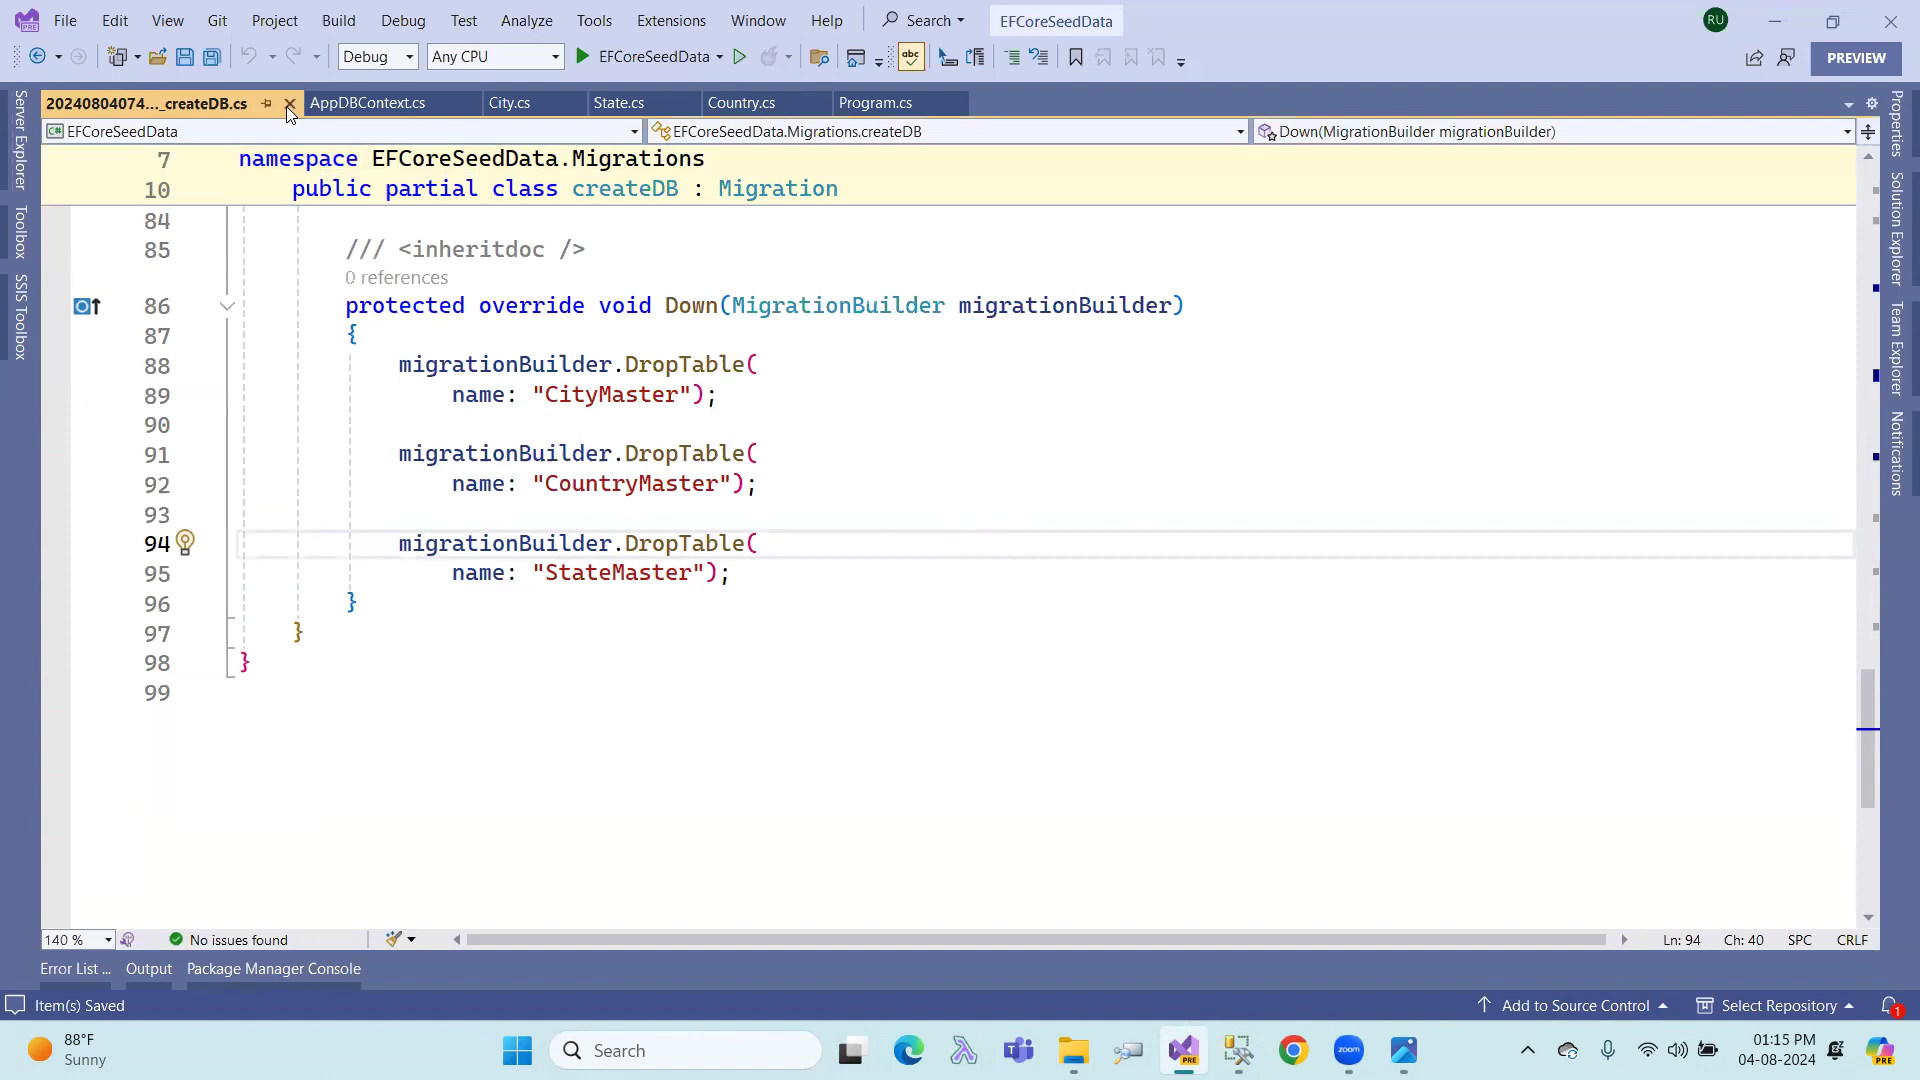 File Edit View Git Project Build Debug Test Analyze Tools Extensions Window Help Search EFCoreSeedData RU
Debug Any CPU EFCoreSeedData abc PREVIEW
20240804074..._createDB.cs AppDBContext.cs City.cs State.cs Country.cs Program.cs
C# EFCoreSeedData EFCoreSeedData.Migrations.createDB Down(MigrationBuilder migrationBuilder)
Server Explorer
Toolbox
SSIS Toolbox
7 namespace EFCoreSeedData.Migrations
10 public partial class createDB : Migration
84
85 /// <inheritdoc />
0 references
86 protected override void Down(MigrationBuilder migrationBuilder)
87 {
88 migrationBuilder.DropTable(
89 name: "CityMaster");
90
91 migrationBuilder.DropTable(
92 name: "CountryMaster");
93
94 migrationBuilder.DropTable(
95 name: "StateMaster");
96 }
97 }
98 }
99
Properties
Solution Explorer
Team Explorer
Notifications
140 % No issues found Ln: 94 Ch: 40 SPC CRLF
Error List ... Output Package Manager Console
Item(s) Saved Add to Source Control Select Repository 1
88°F
Sunny
Search
PRE
zoom
01:15 PM
04-08-2024
PRE